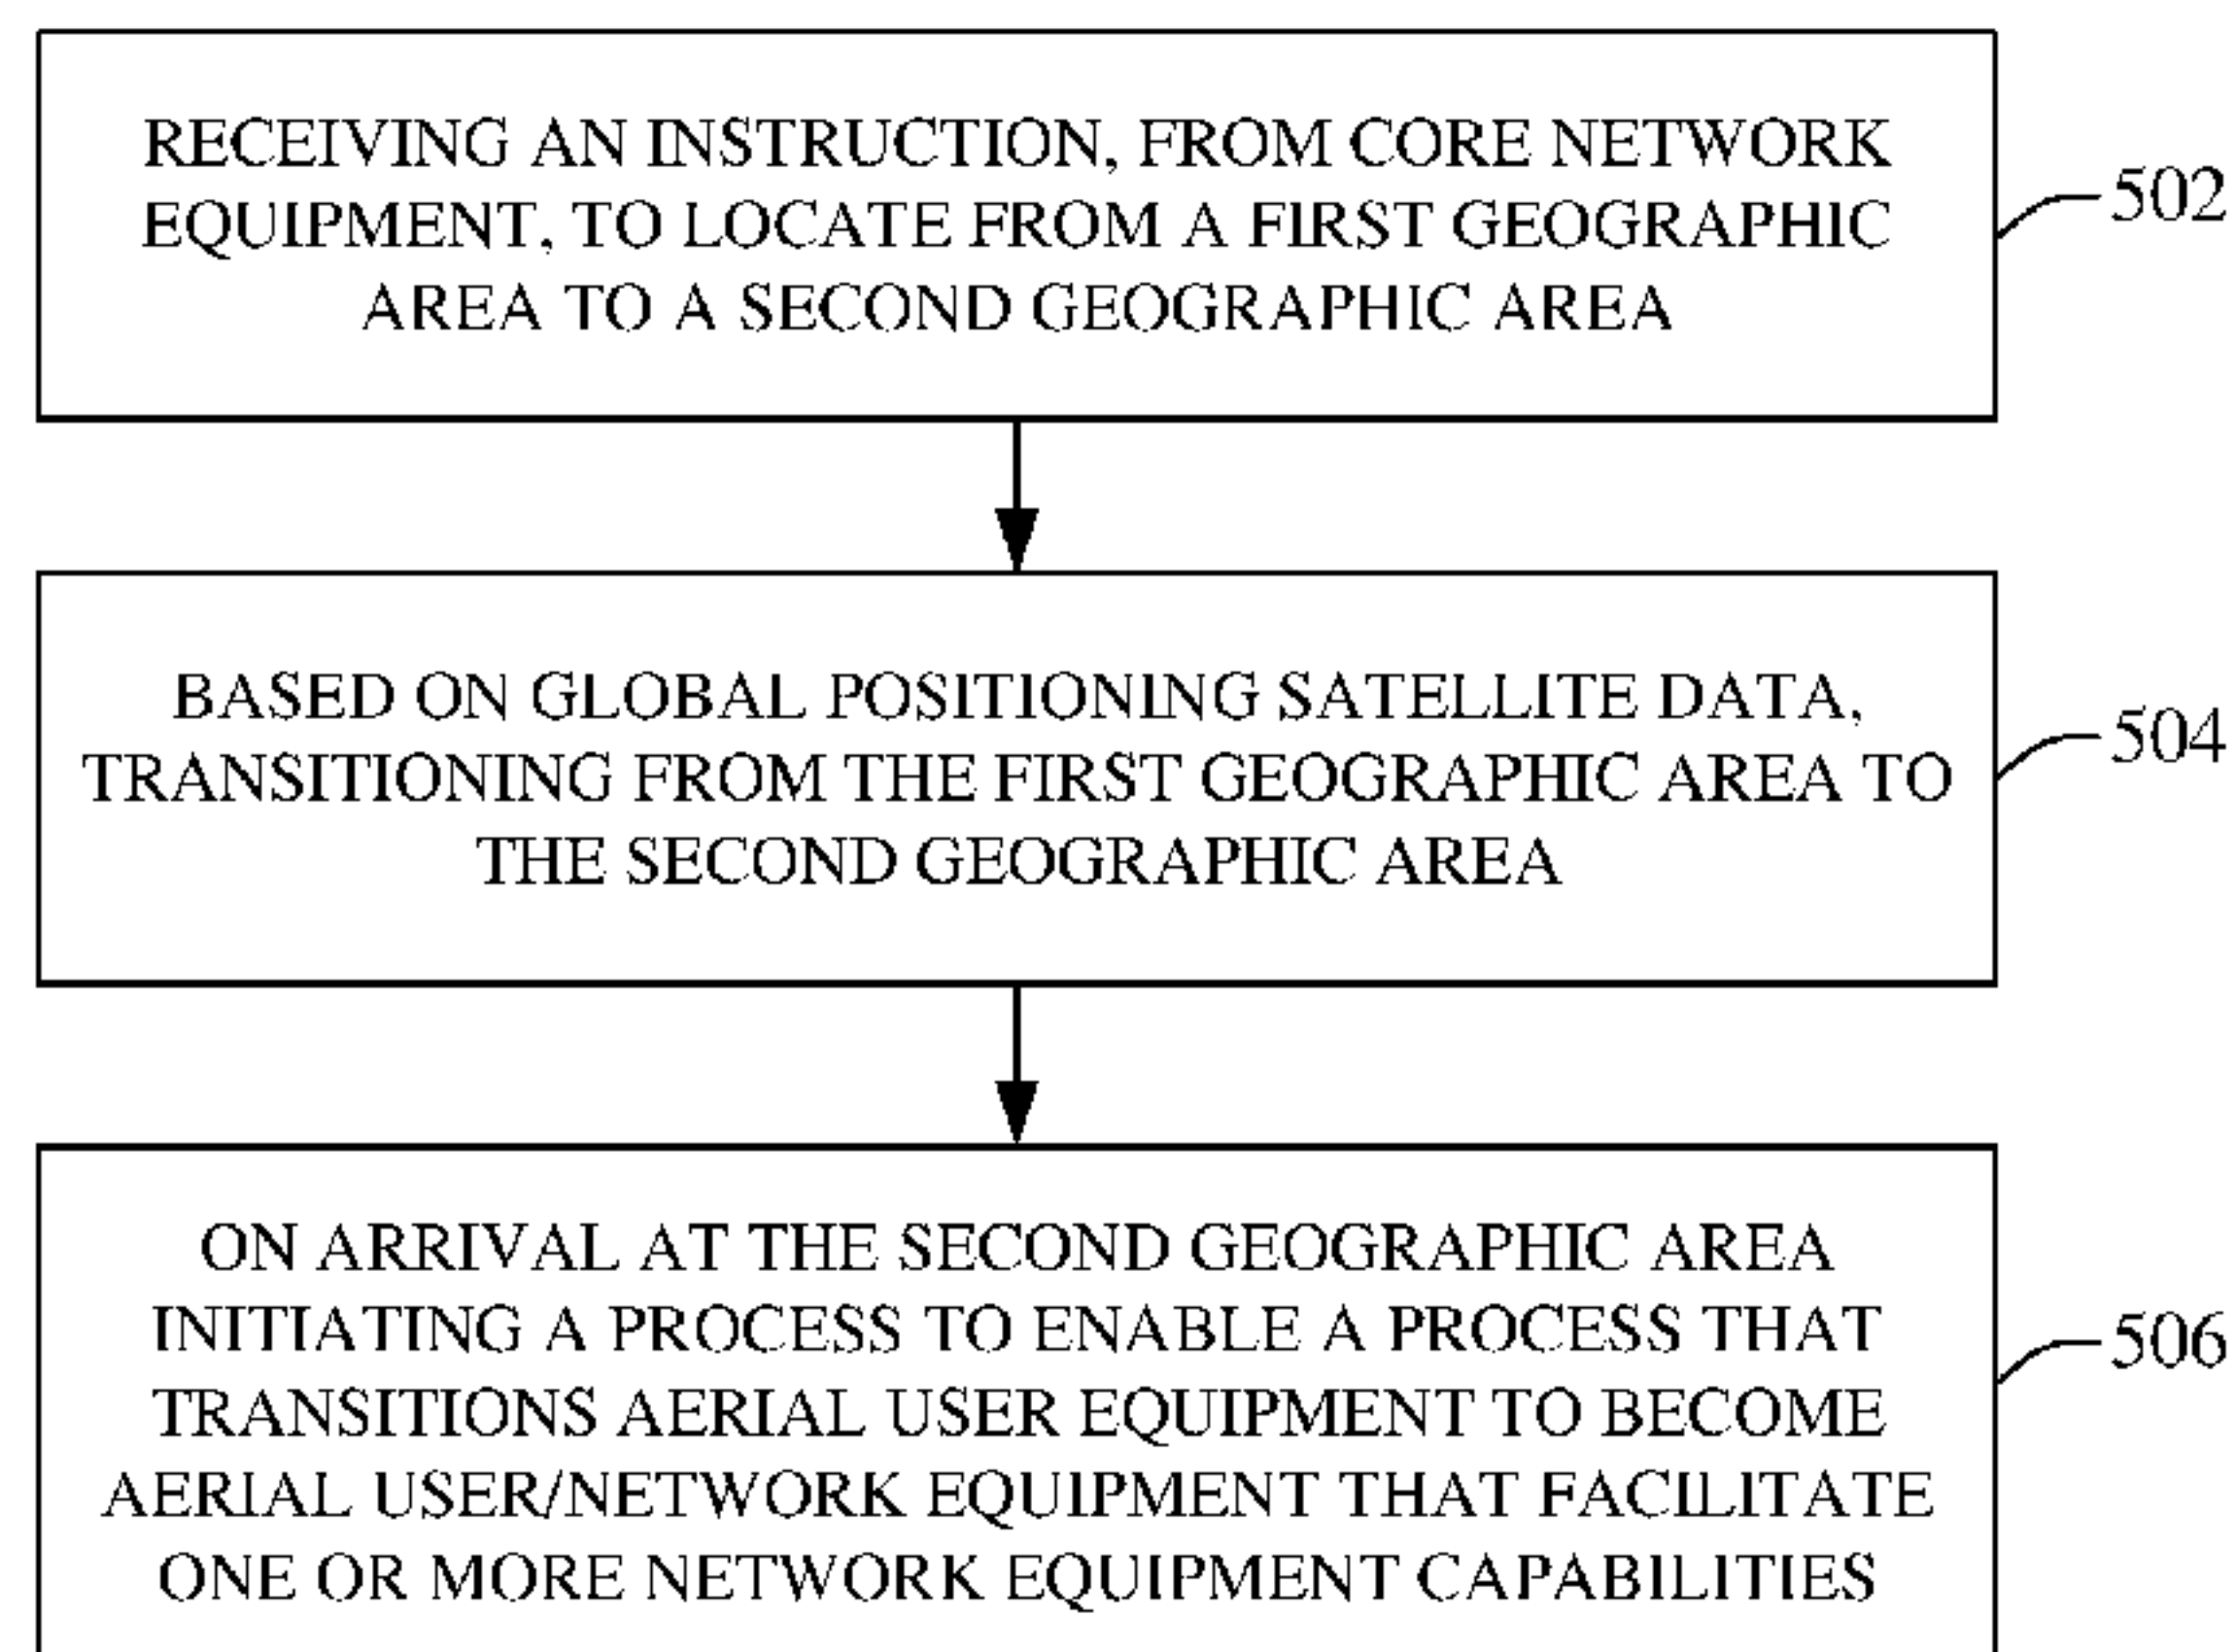 RECEIVING AN INSTRUCTION, FROM CORE NETWORK
EQUIPMENT, TO LOCATE FROM A FIRST GEOGRAPHIC
AREA TO A SECOND GEOGRAPHIC AREA
502
BASED ON GLOBAL POSITIONING SATELLITE DATA,
TRANSITIONING FROM THE FIRST GEOGRAPHIC AREA TO
THE SECOND GEOGRAPHIC AREA
504
ON ARRIVAL AT THE SECOND GEOGRAPHIC AREA
INITIATING A PROCESS TO ENABLE A PROCESS THAT
TRANSITIONS AERIAL USER EQUIPMENT TO BECOME
AERIAL USER/NETWORK EQUIPMENT THAT FACILITATE
ONE OR MORE NETWORK EQUIPMENT CAPABILITIES
506